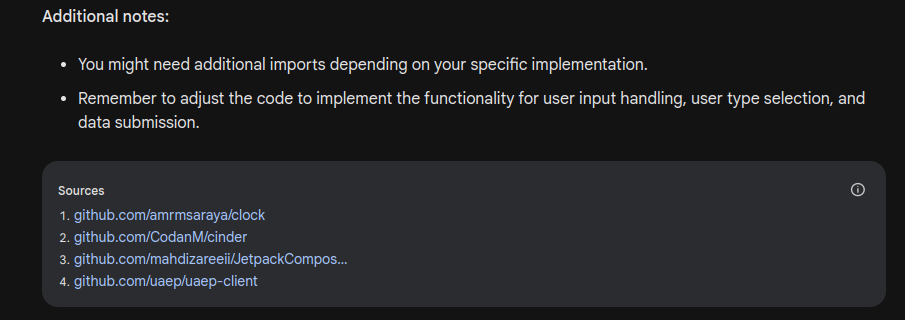 Additional notes:
• You might need additional imports depending on your specific implementation.
• Remember to adjust the code to implement the functionality for user input handling, user type selection, and
data submission.
Sources
1. github.com/amrmsaraya/clock
2. github.com/CodanM/cinder
3. github.com/mahdizareeii/JetpackCompos...
4. github.com/uaep/uaep-client